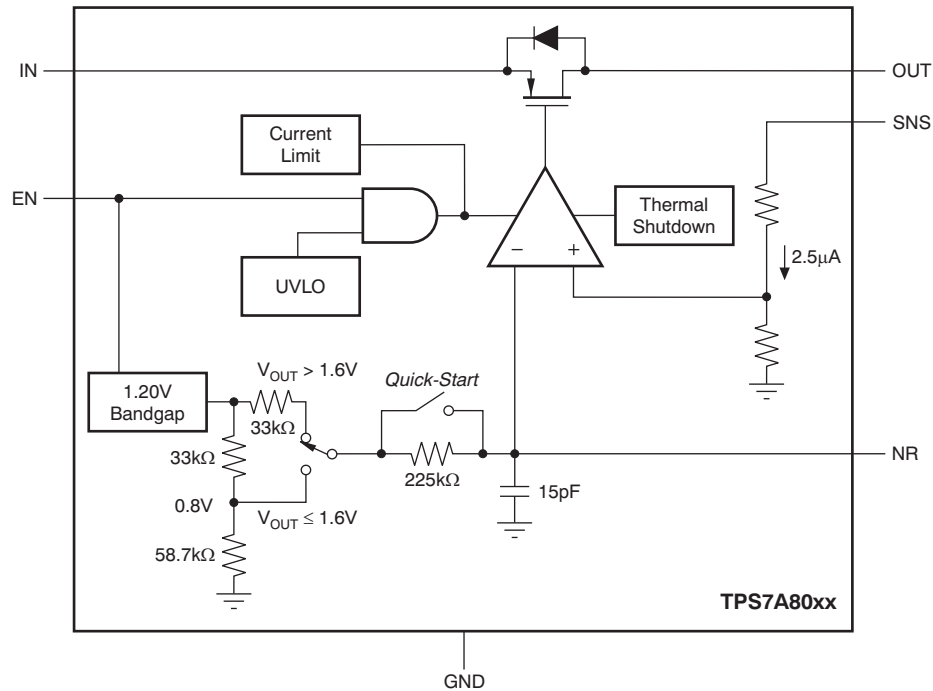 IN
OUT
SNS
Current
Limit
EN
Thermal
Shutdown
− +
2.5μA
UVLO
V_OUT > 1.6V
Quick-Start
1.20V
Bandgap
33kΩ
33kΩ
225kΩ
NR
15pF
0.8V
V_OUT ≤ 1.6V
58.7kΩ
TPS7A80xx
GND